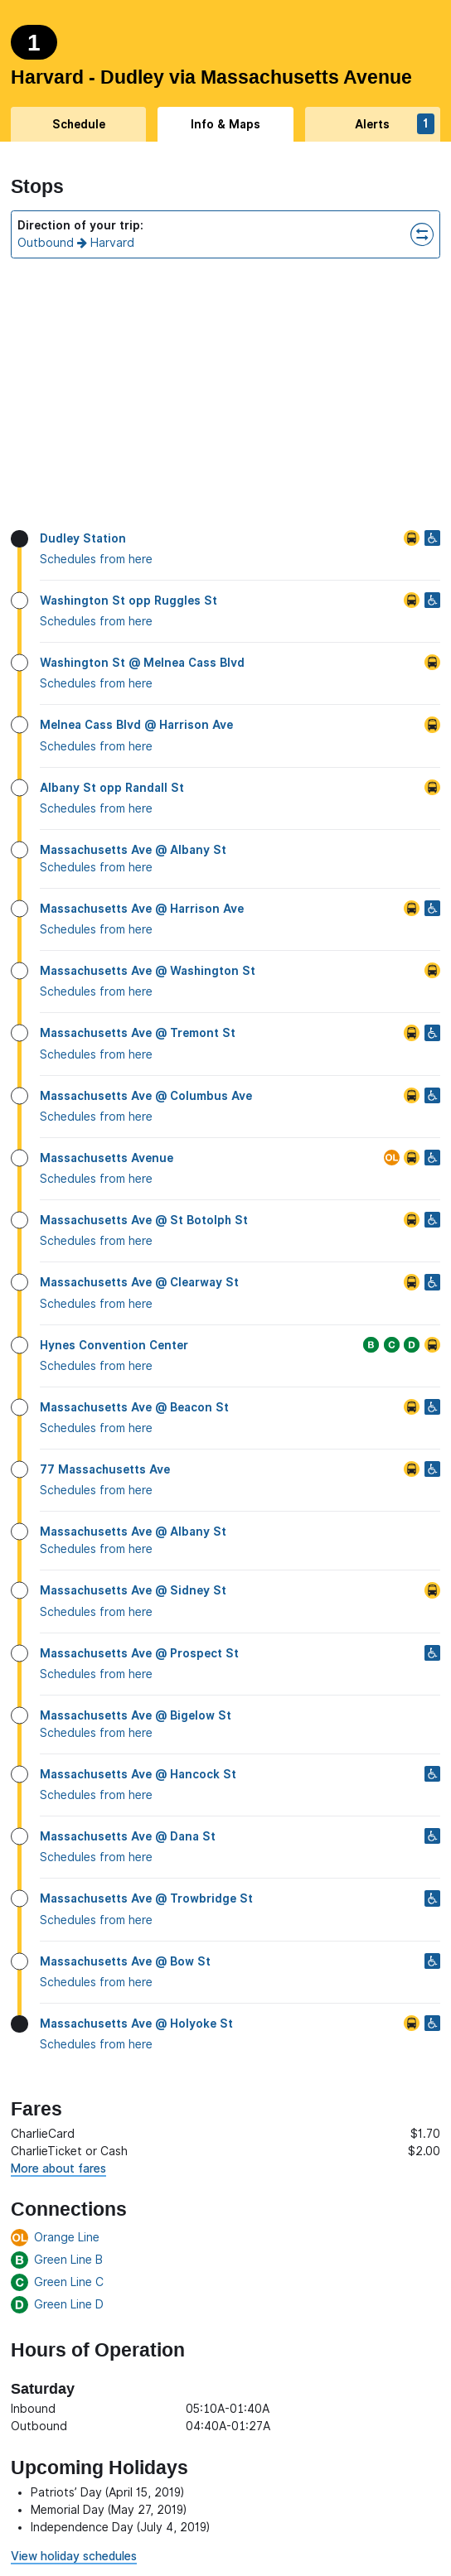 1
Harvard - Dudley via Massachusetts Avenue
Schedule
Info & Maps
Alerts 1
Stops
Direction of your trip:
Outbound → Harvard
Dudley Station
Schedules from here
Washington St opp Ruggles St
Schedules from here
Washington St @ Melnea Cass Blvd
Schedules from here
Melnea Cass Blvd @ Harrison Ave
Schedules from here
Albany St opp Randall St
Schedules from here
Massachusetts Ave @ Albany St
Schedules from here
Massachusetts Ave @ Harrison Ave
Schedules from here
Massachusetts Ave @ Washington St
Schedules from here
Massachusetts Ave @ Tremont St
Schedules from here
Massachusetts Ave @ Columbus Ave
Schedules from here
Massachusetts Avenue OL
Schedules from here
Massachusetts Ave @ St Botolph St
Schedules from here
Massachusetts Ave @ Clearway St
Schedules from here
Hynes Convention Center B C D
Schedules from here
Massachusetts Ave @ Beacon St
Schedules from here
77 Massachusetts Ave
Schedules from here
Massachusetts Ave @ Albany St
Schedules from here
Massachusetts Ave @ Sidney St
Schedules from here
Massachusetts Ave @ Prospect St
Schedules from here
Massachusetts Ave @ Bigelow St
Schedules from here
Massachusetts Ave @ Hancock St
Schedules from here
Massachusetts Ave @ Dana St
Schedules from here
Massachusetts Ave @ Trowbridge St
Schedules from here
Massachusetts Ave @ Bow St
Schedules from here
Massachusetts Ave @ Holyoke St
Schedules from here
Fares
CharlieCard $1.70
CharlieTicket or Cash $2.00
More about fares
Connections
OL Orange Line
B Green Line B
C Green Line C
D Green Line D
Hours of Operation
Saturday
Inbound 05:10A-01:40A
Outbound 04:40A-01:27A
Upcoming Holidays
• Patriots’ Day (April 15, 2019)
• Memorial Day (May 27, 2019)
• Independence Day (July 4, 2019)
View holiday schedules